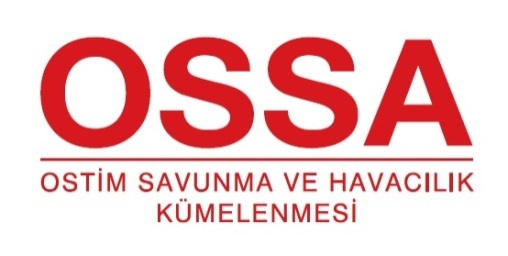 OSSA
OSTİM SAVUNMA VE HAVACILIK
KÜMELENMESİ